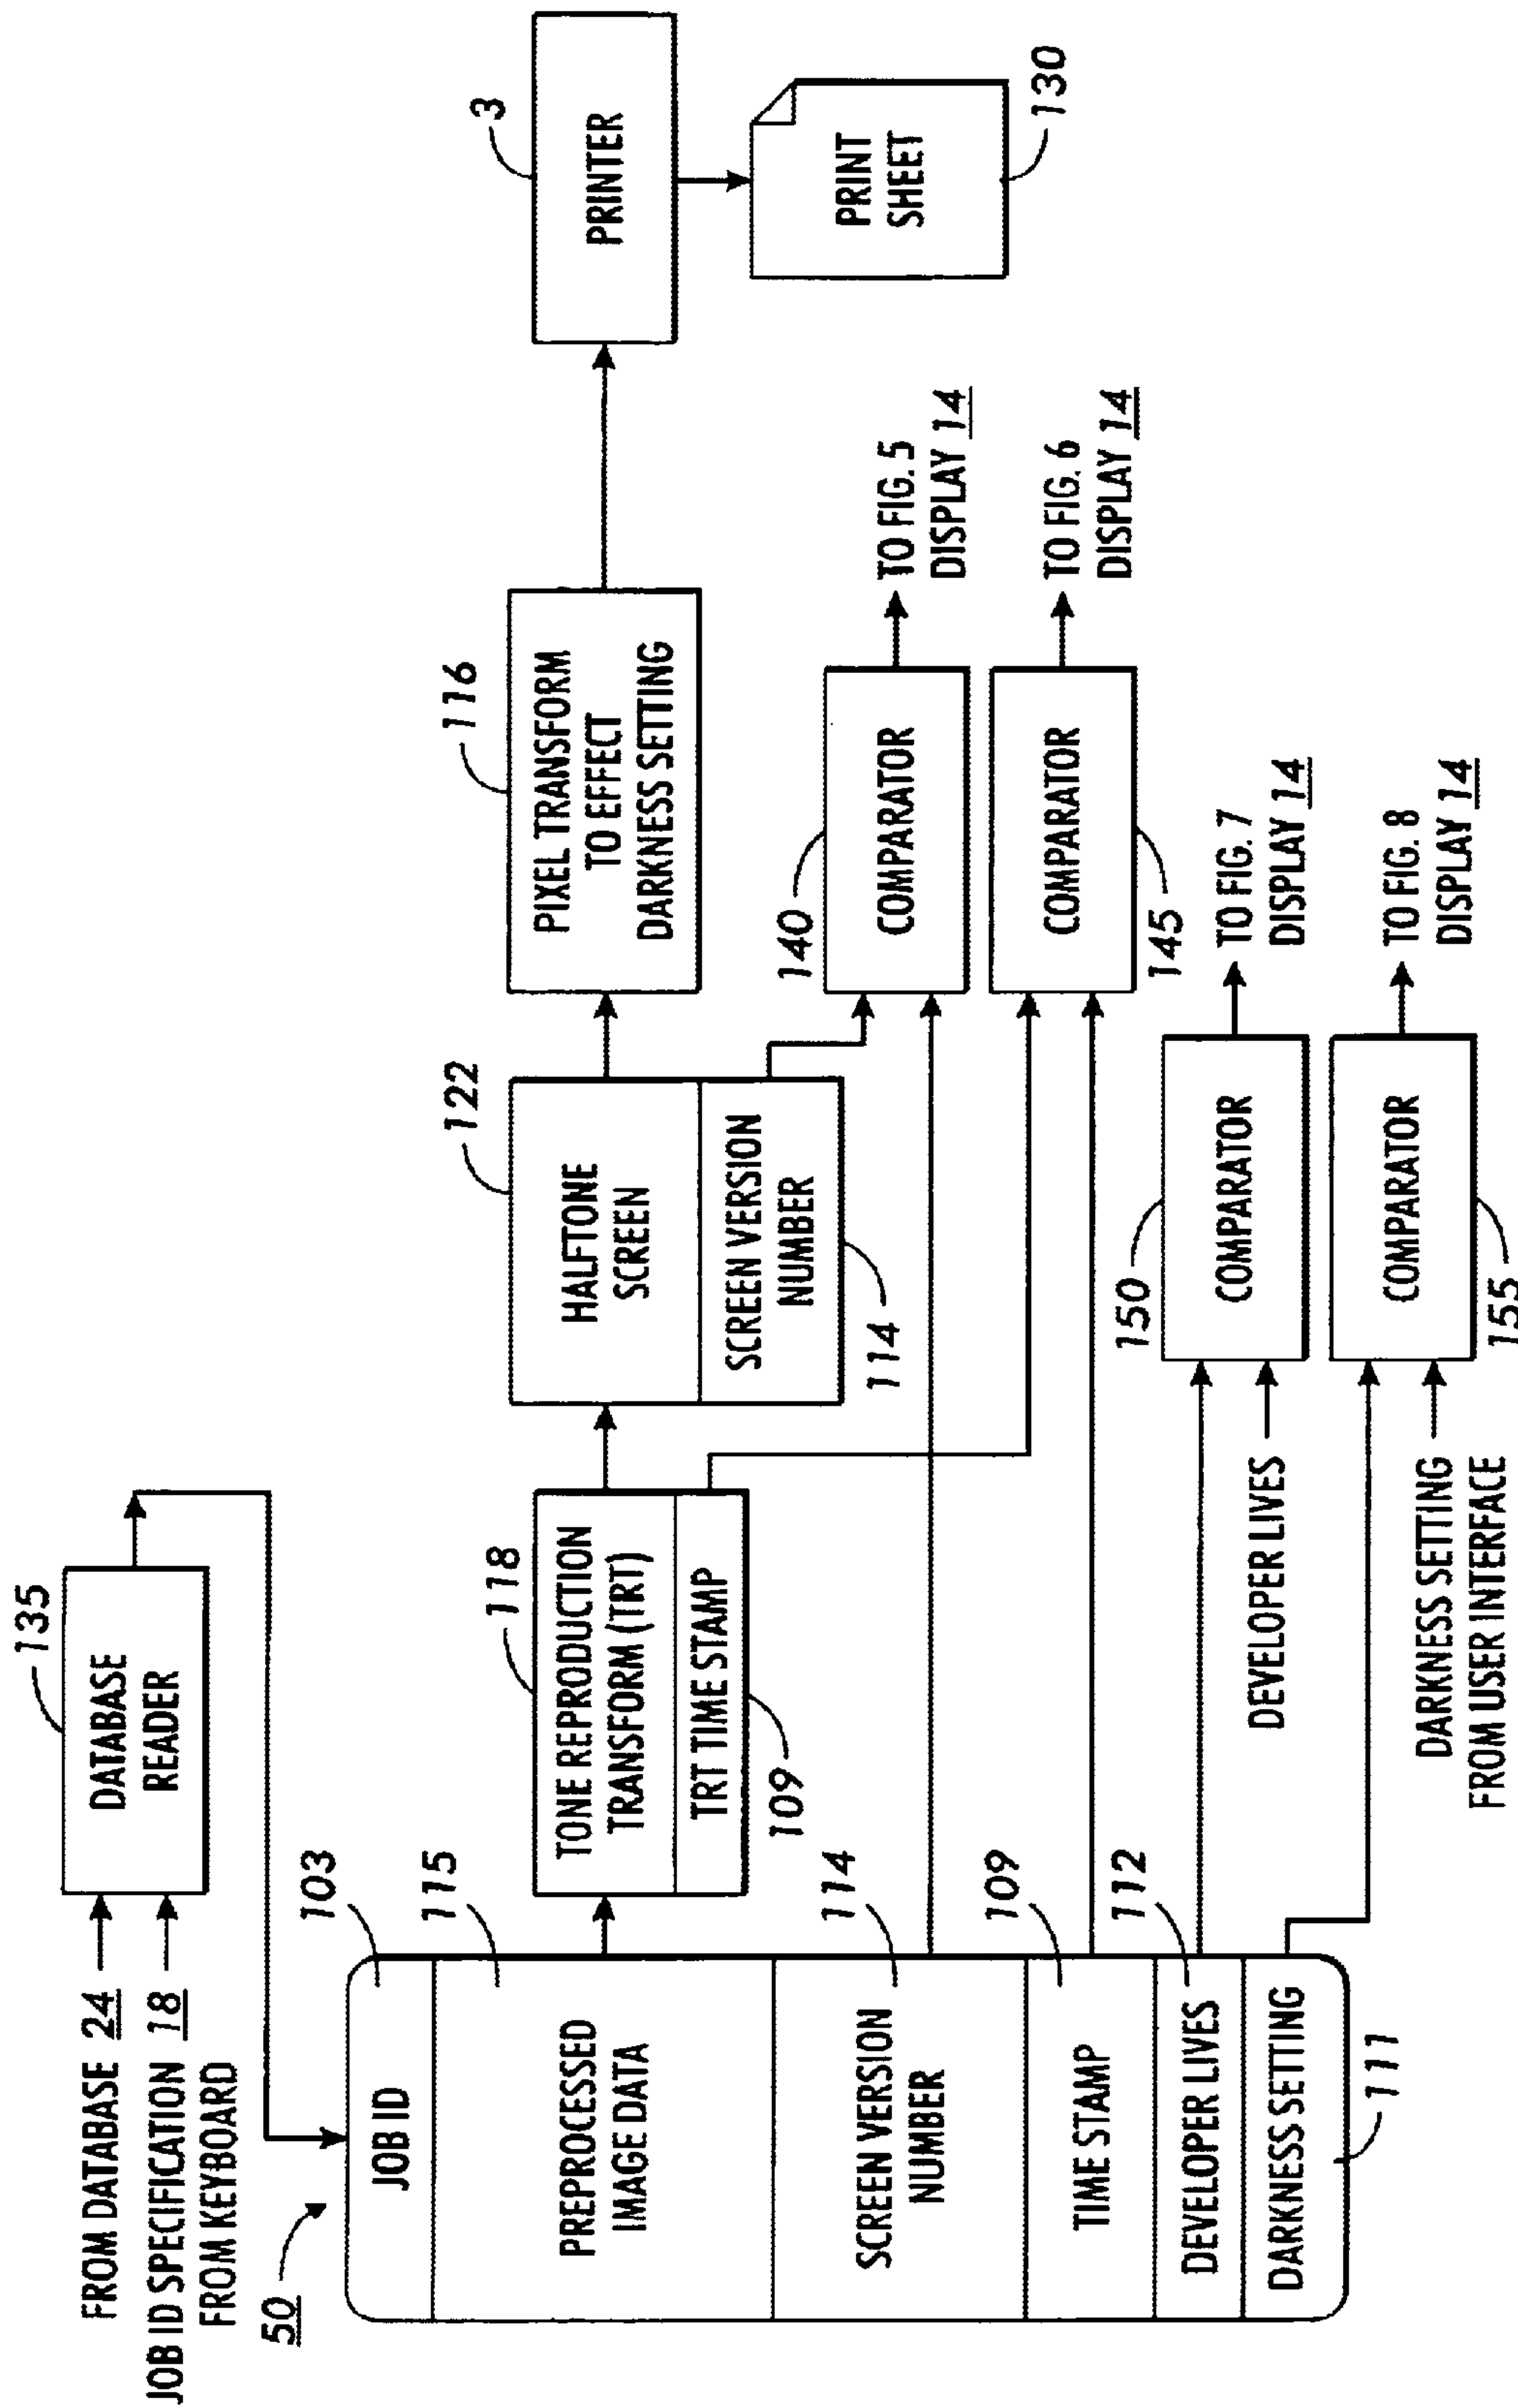 FROM DATABASE 24
JOB ID SPECIFICATION 18
FROM KEYBOARD
135
DATABASE
READER
50
103
JOB ID
115
PREPROCESSED
IMAGE DATA
114
SCREEN VERSION
NUMBER
109
TIME STAMP
112
DEVELOPER LIVES
DARKNESS SETTING
111
118
TONE REPRODUCTION
TRANSFORM (TRT)
TRT TIME STAMP
109
122
HALFTONE
SCREEN
SCREEN VERSION
NUMBER
114
116
PIXEL TRANSFORM
TO EFFECT
DARKNESS SETTING
3
PRINTER
PRINT
SHEET
130
140
COMPARATOR
TO FIG. 5
DISPLAY 14
COMPARATOR
145
TO FIG. 6
DISPLAY 14
DEVELOPER LIVES
150
COMPARATOR
TO FIG. 7
DISPLAY 14
DARKNESS SETTING
FROM USER INTERFACE
COMPARATOR
155
TO FIG. 8
DISPLAY 14